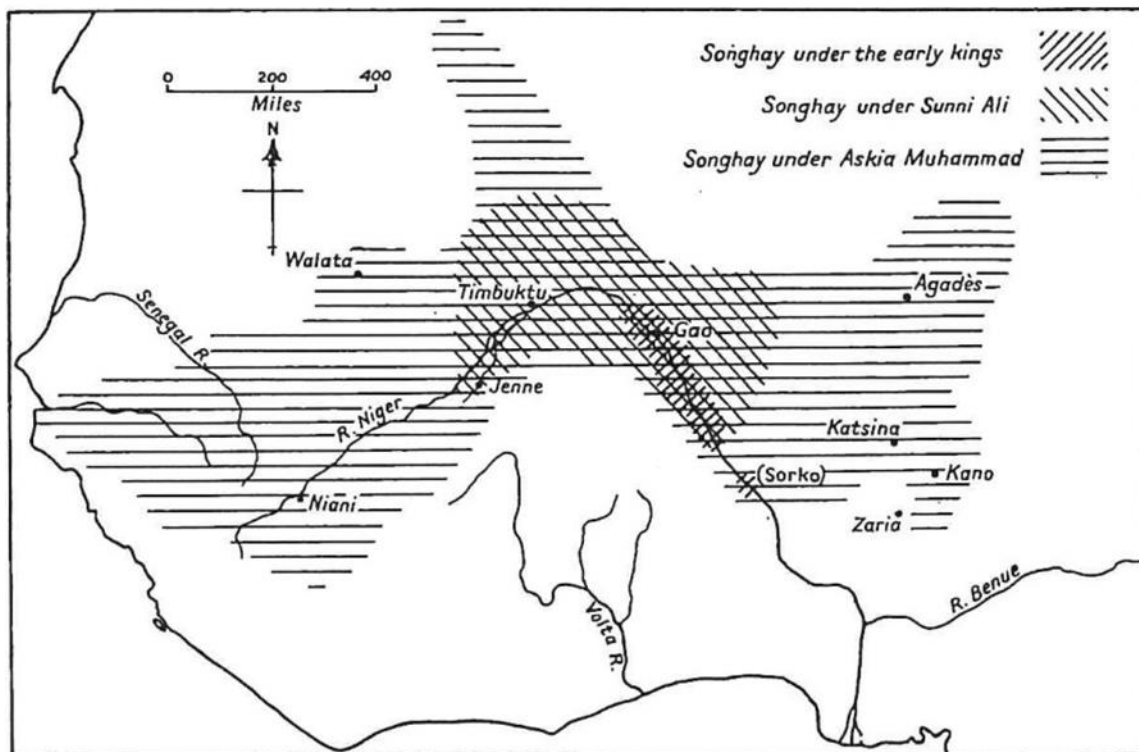 Songhay under the early kings
0 200 400
Miles
Songhay under Sunni Ali
N
Songhay under Askia Muhammad
Walata
Timbuktu
Agadès
Senegal R.
Gao
Jenne
R. Niger
Katsina
(Sorko)
Kano
Niani
Zaria
R. Benue
Volta R.